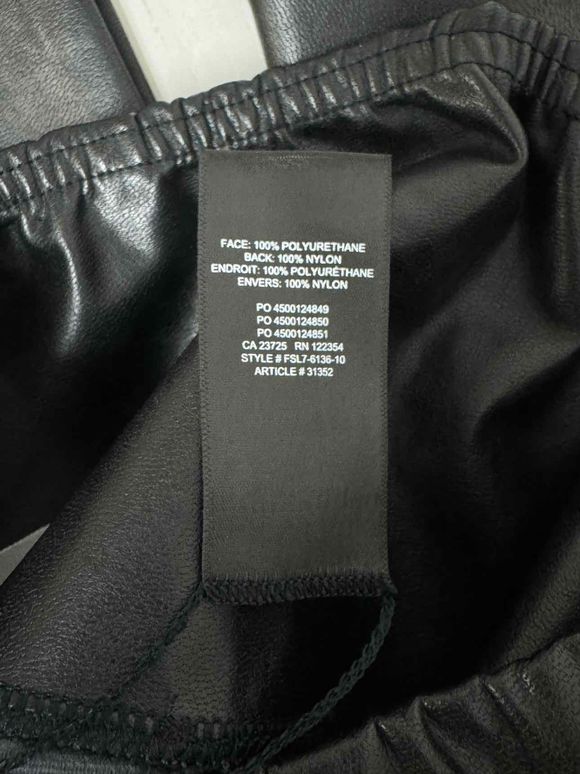 FACE: 100% POLYURETHANE
BACK: 100% NYLON
ENDROIT: 100% POLYURÉTHANE
ENVERS: 100% NYLON
PO 4500124849
PO 4500124850
PO 4500124851
CA 23725 RN 122354
STYLE # FSL7-6136-10
ARTICLE # 31352